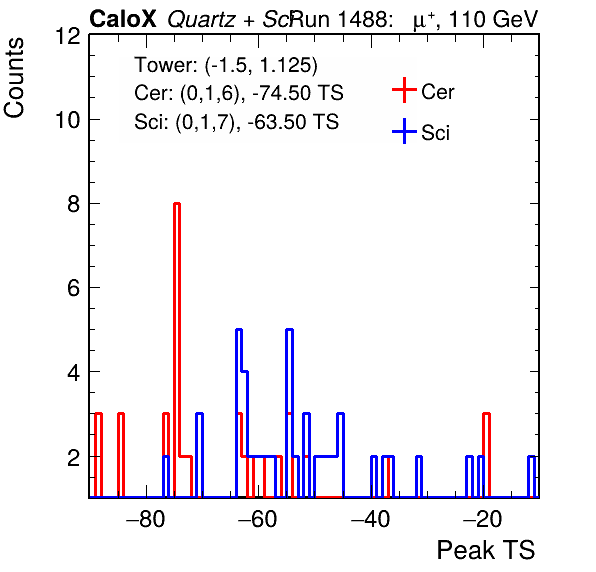 CaloX Quartz + Sci Run 1488: μ⁺, 110 GeV
Counts
Tower: (-1.5, 1.125)
Cer: (0,1,6), -74.50 TS
Sci: (0,1,7), -63.50 TS
Cer
Sci
12
10
8
6
4
2
−80 −60 −40 −20
Peak TS